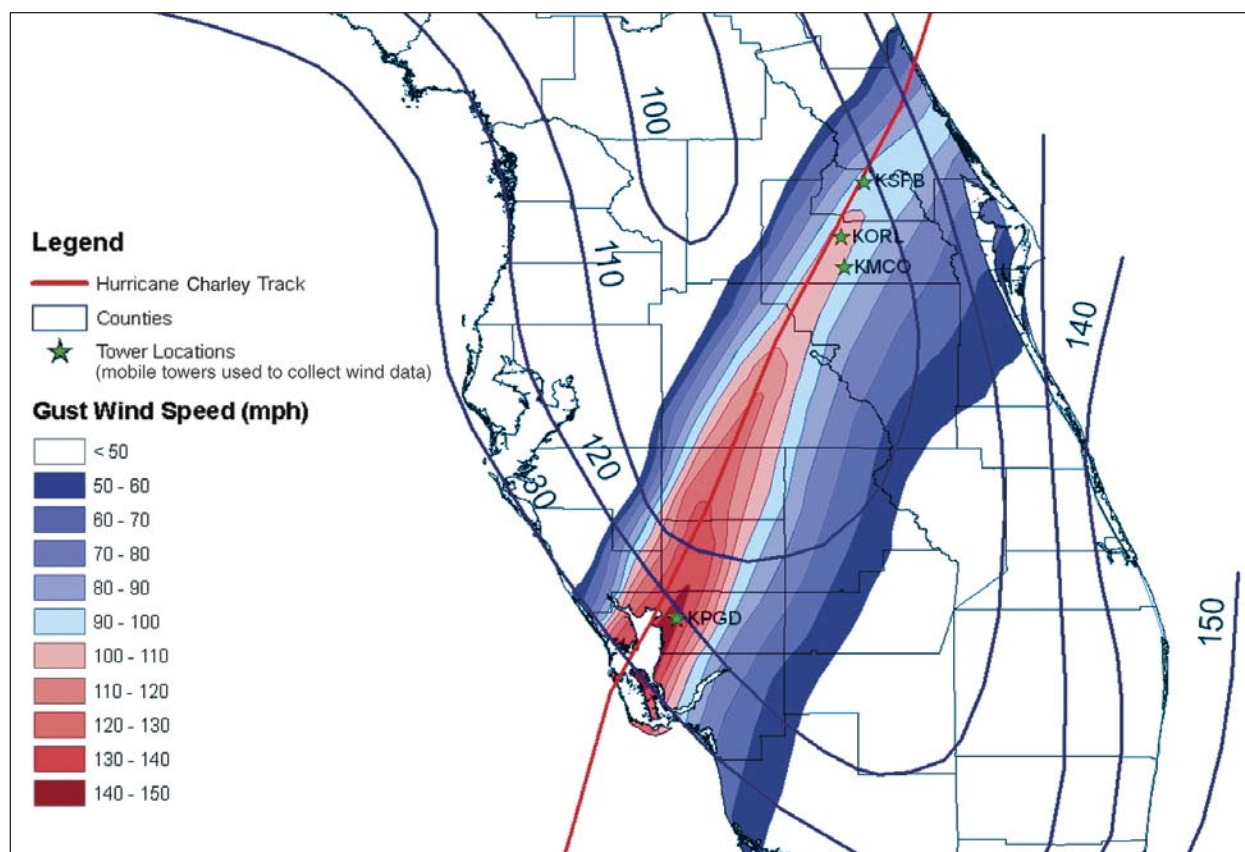 100
KSFB
KORL
KMCO
110
140
120
30
KPGD
150
Legend
Hurricane Charley Track
Counties
Tower Locations
(mobile towers used to collect wind data)
Gust Wind Speed (mph)
< 50
50 - 60
60 - 70
70 - 80
80 - 90
90 - 100
100 - 110
110 - 120
120 - 130
130 - 140
140 - 150